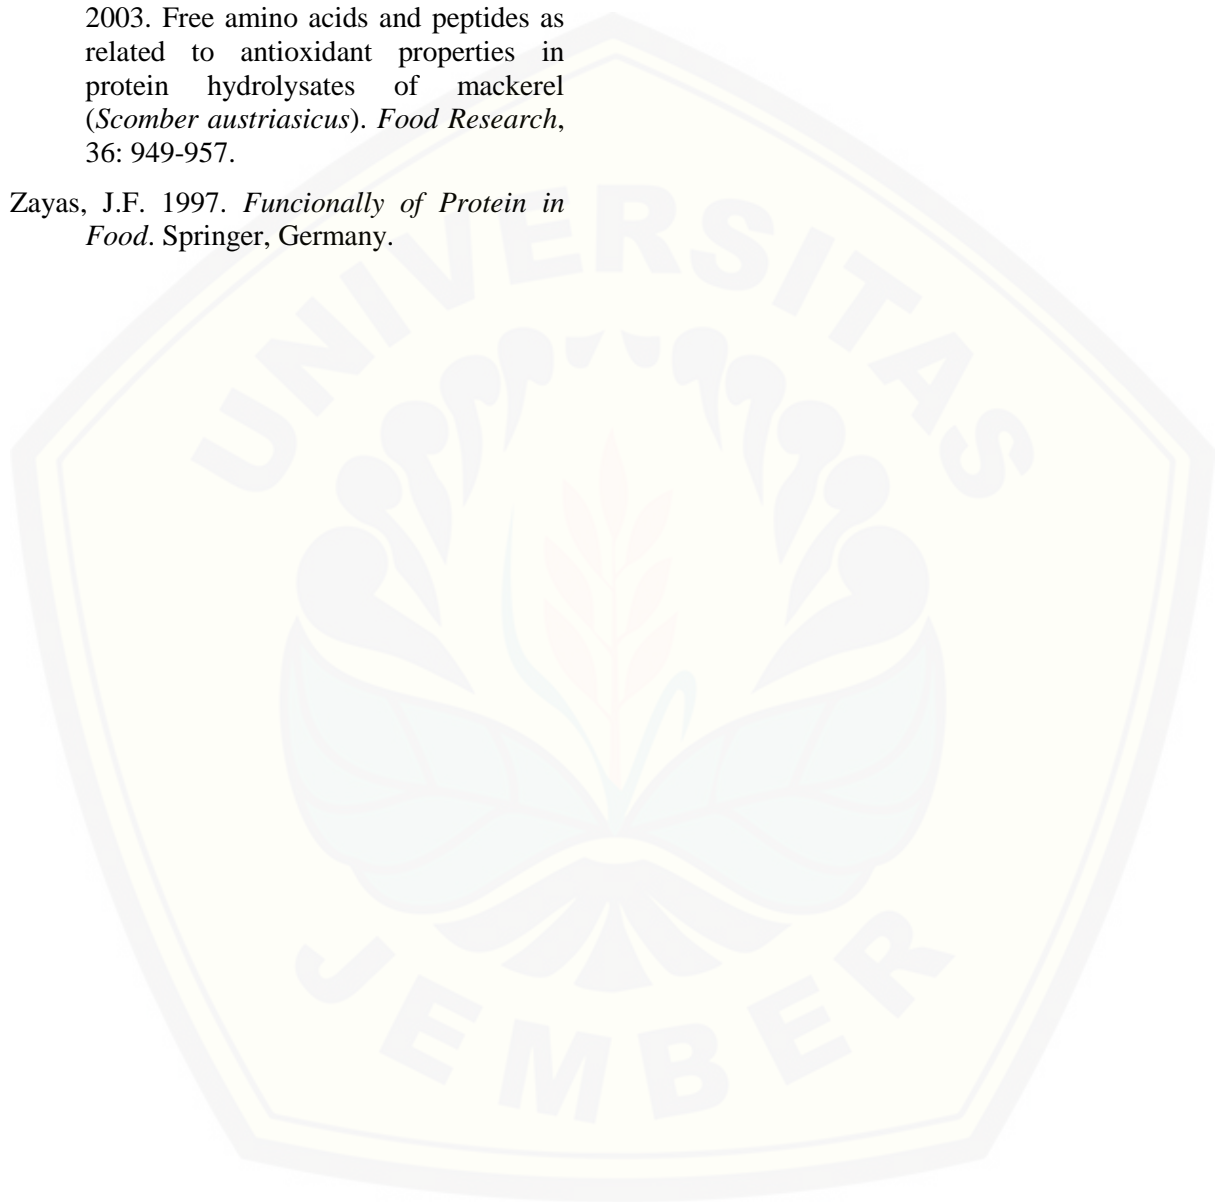 2003. Free amino acids and peptides as
related to antioxidant properties in
protein hydrolysates of mackerel
(Scomber austriasicus). Food Research,
36: 949-957.
Zayas, J.F. 1997. Funcionally of Protein in
Food. Springer, Germany.
UNIVERSITAS
JEMBER